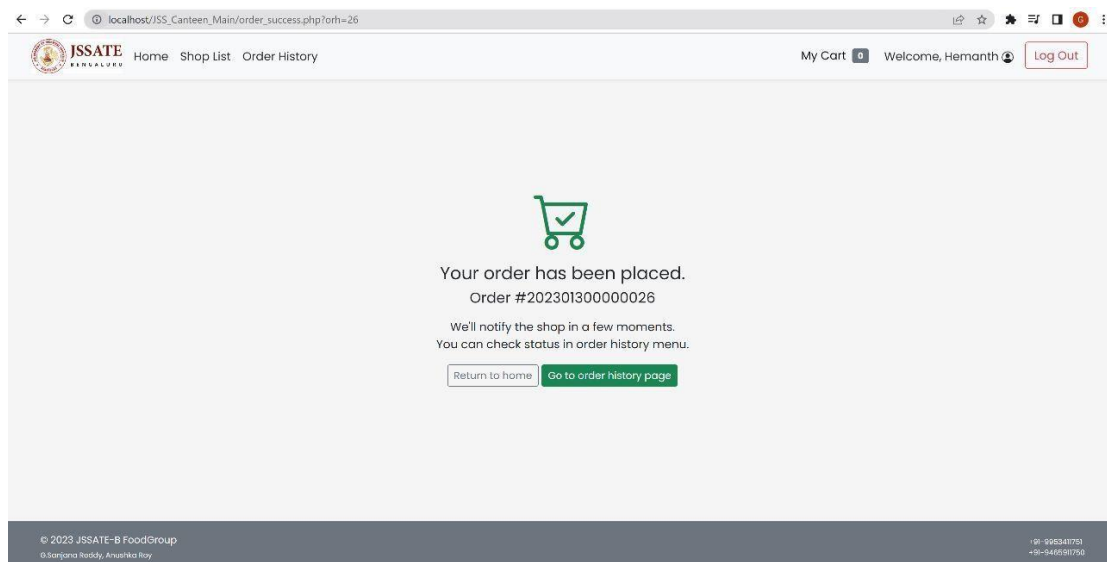 localhost/JSS_Canteen_Main/order_success.php?orh=26
G
JSSATE
BENGALURU
Home Shop List Order History
My Cart 0 Welcome, Hemanth Log Out
Your order has been placed.
Order #202301300000026
We'll notify the shop in a few moments.
You can check status in order history menu.
Return to home Go to order history page
© 2023 JSSATE-B FoodGroup
G.Sanjana Reddy, Anushka Roy
+91-9953411751
+91-9465911750